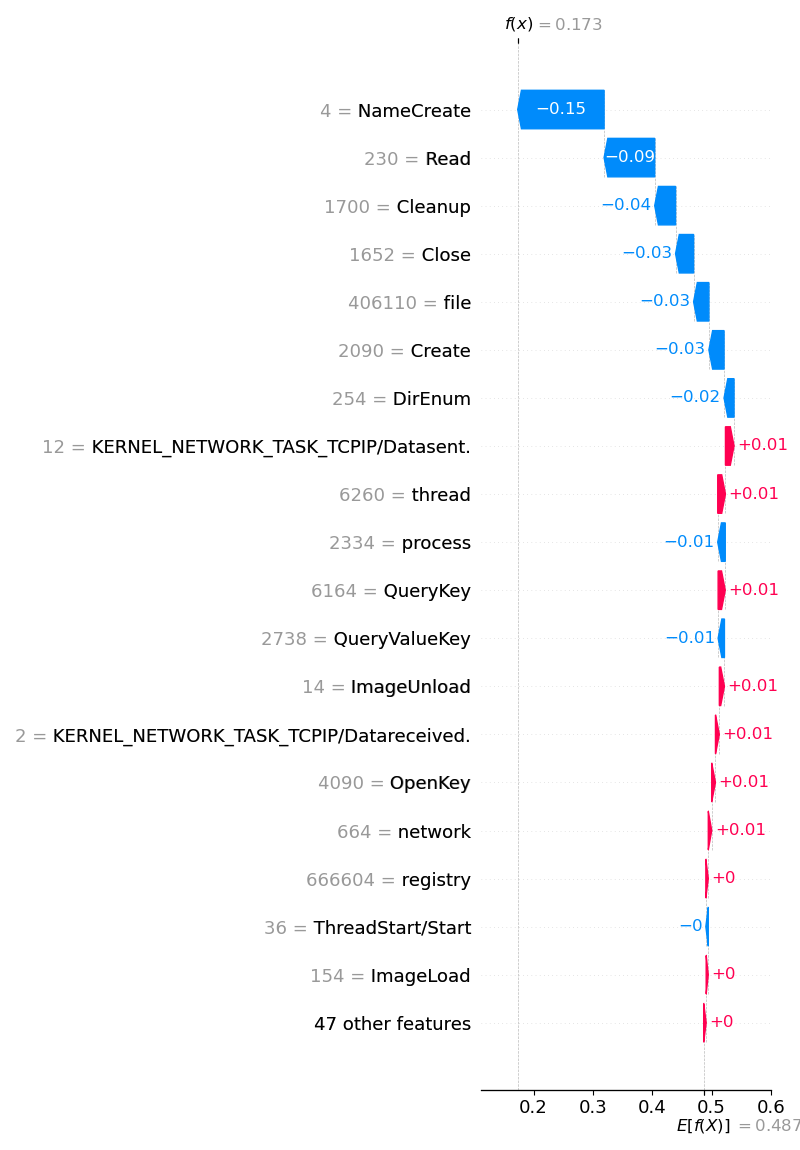 f(x) = 0.173
4 = NameCreate −0.15
230 = Read −0.09
1700 = Cleanup −0.04
1652 = Close −0.03
406110 = file −0.03
2090 = Create −0.03
254 = DirEnum −0.02
12 = KERNEL_NETWORK_TASK_TCPIP/Datasent. +0.01
6260 = thread +0.01
2334 = process −0.01
6164 = QueryKey +0.01
2738 = QueryValueKey −0.01
14 = ImageUnload +0.01
2 = KERNEL_NETWORK_TASK_TCPIP/Datareceived. +0.01
4090 = OpenKey +0.01
664 = network +0.01
666604 = registry +0
36 = ThreadStart/Start −0
154 = ImageLoad +0
47 other features +0
0.2 0.3 0.4 0.5 0.6
E[f(X)] = 0.487